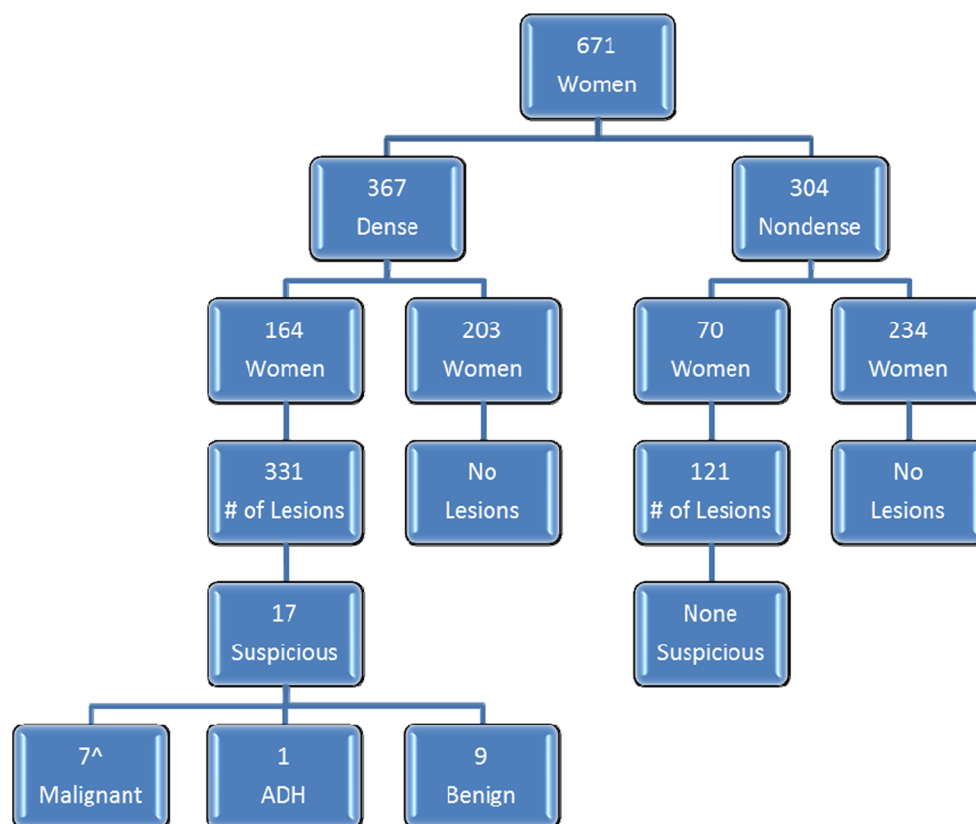 671
Women
367
Dense
304
Nondense
164
Women
203
Women
70
Women
234
Women
331
# of Lesions
No
Lesions
121
# of Lesions
No
Lesions
17
Suspicious
None
Suspicious
7^
Malignant
1
ADH
9
Benign